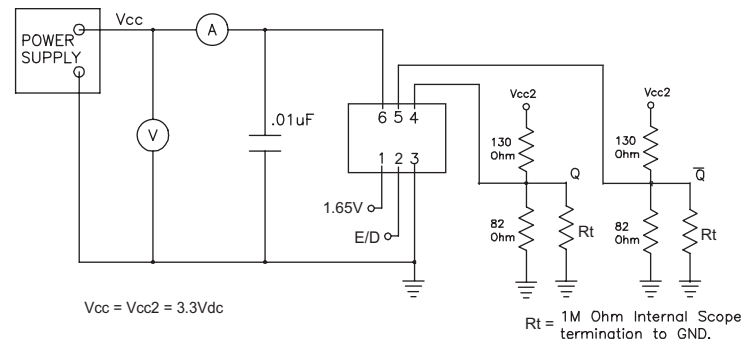 Vcc
A
POWER
SUPPLY
V
.01uF
6 5 4
1 2 3
1.65V
E/D
Vcc2
130
Ohm
Q
82
Ohm
Rt
Vcc2
130
Ohm
Q̅
82
Ohm
Rt
Vcc = Vcc2 = 3.3Vdc
Rt = 1M Ohm Internal Scope
termination to GND.